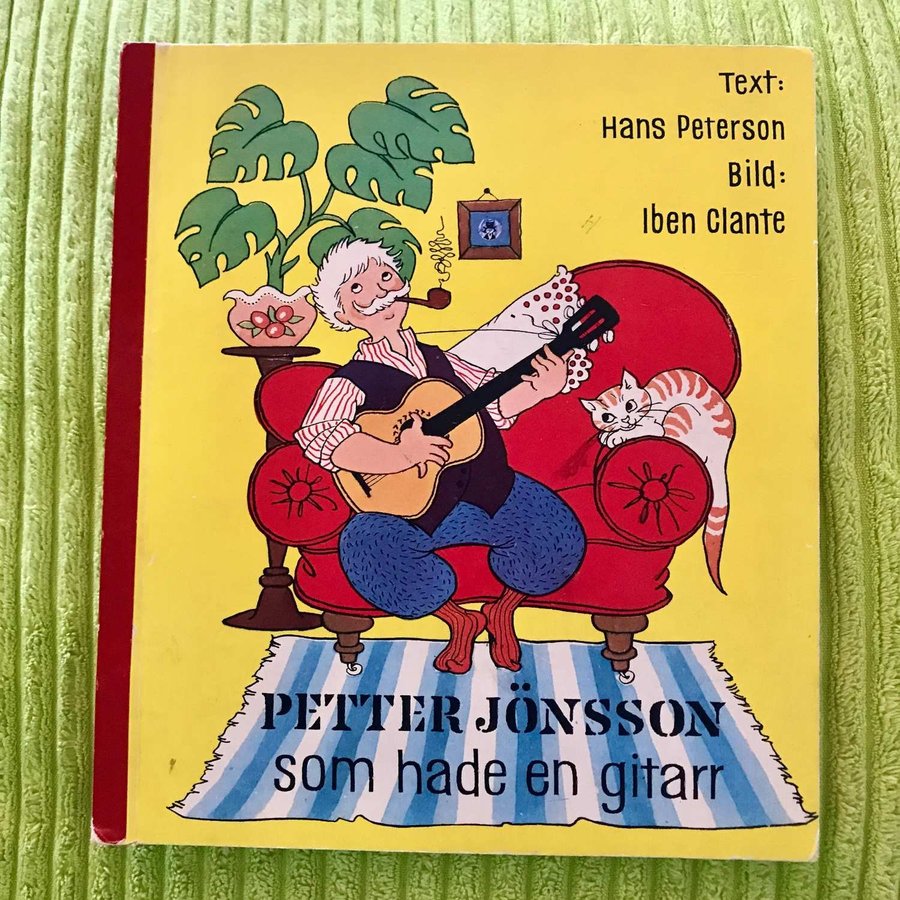 Text:
Hans Peterson
Bild:
Iben Clante
PETTER JÖNSSON
som hade en gitarr